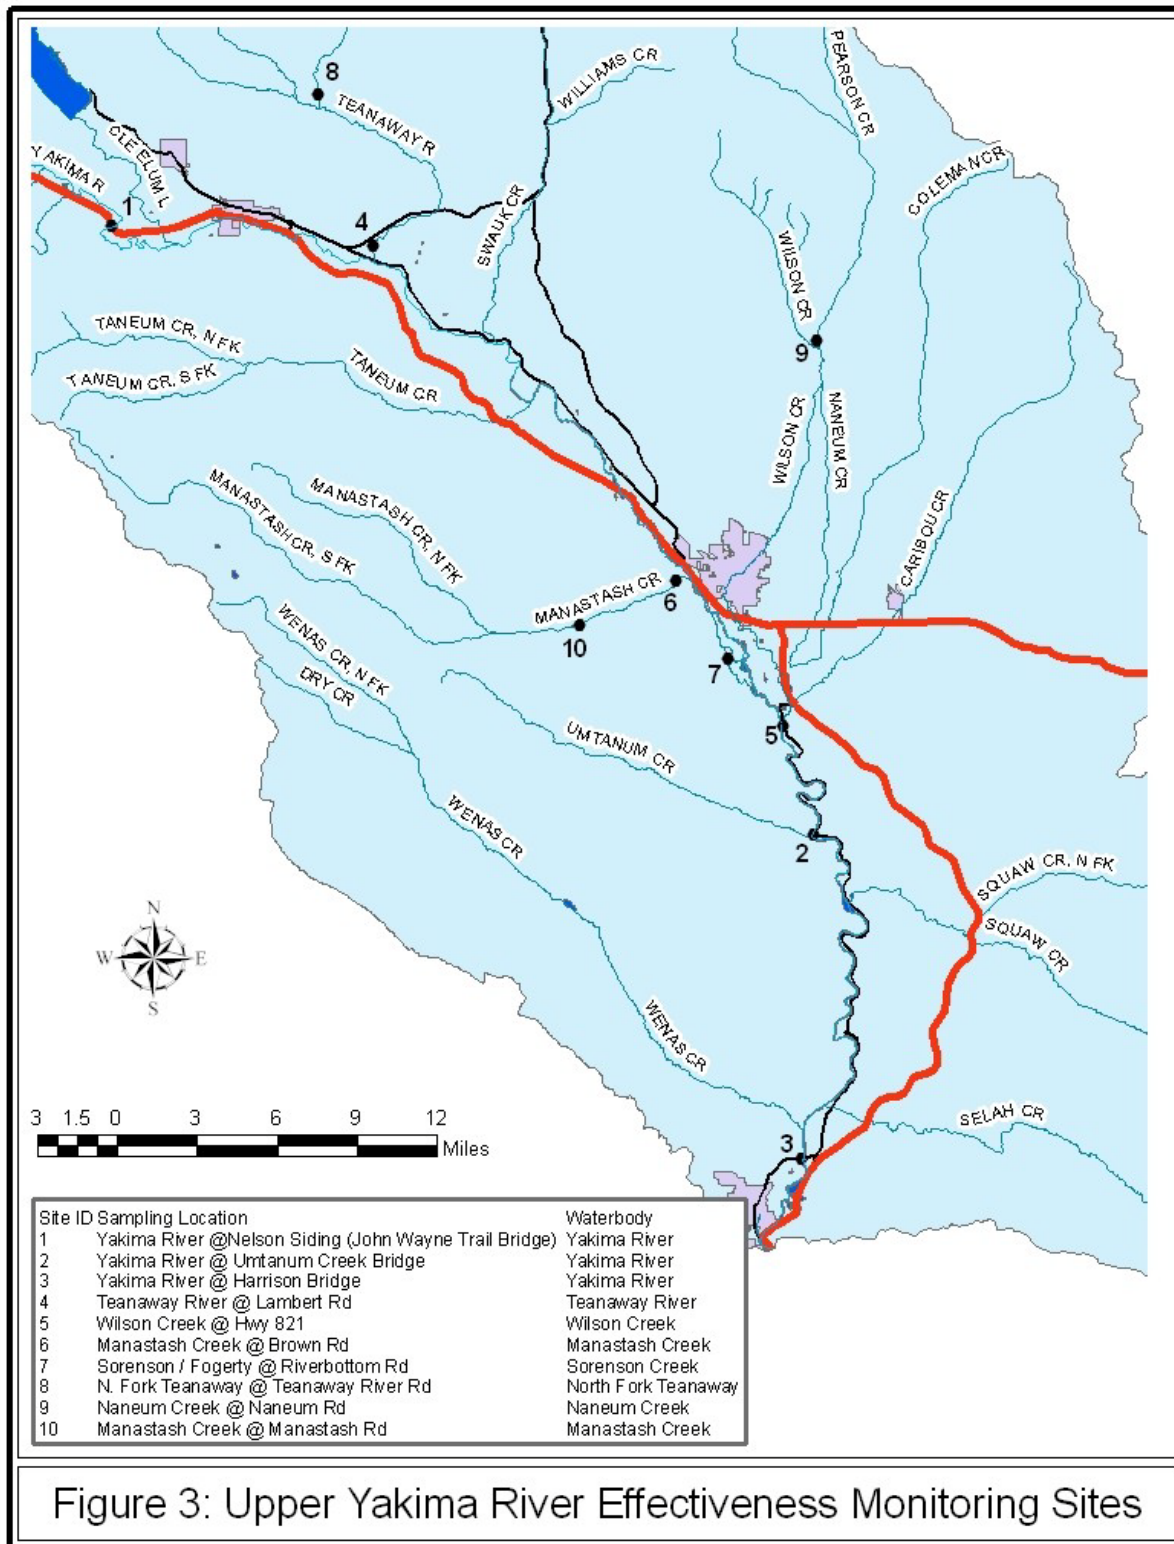 8
TEANAWAY R
WILLIAMS CR
PEARSON CR
CLE ELUM L
YAKIMA R
1
4
SWAUK CR
COLEMAN CR
WILSON CR
9
TANEUM CR, N FK
TANEUM CR, S FK
TANEUM CR
WILSON CR
NANEUM CR
MANASTASH CR, S FK
MANASTASH CR, N FK
CARIBOU CR
MANASTASH CR
6
10
7
WENAS CR, N FK
DRY CR
UMTANUM CR
5
2
WENAS CR
SQUAW CR, N FK
SQUAW CR
N
W E
S
WENAS CR
SELAH CR
3
3 1.5 0 3 6 9 12
Miles
Site ID Sampling Location Waterbody
1 Yakima River @Nelson Siding (John Wayne Trail Bridge) Yakima River
2 Yakima River @ Umtanum Creek Bridge Yakima River
3 Yakima River @ Harrison Bridge Yakima River
4 Teanaway River @ Lambert Rd Teanaway River
5 Wilson Creek @ Hwy 821 Wilson Creek
6 Manastash Creek @ Brown Rd Manastash Creek
7 Sorenson / Fogerty @ Riverbottom Rd Sorenson Creek
8 N. Fork Teanaway @ Teanaway River Rd North Fork Teanaway
9 Naneum Creek @ Naneum Rd Naneum Creek
10 Manastash Creek @ Manastash Rd Manastash Creek
Figure 3: Upper Yakima River Effectiveness Monitoring Sites